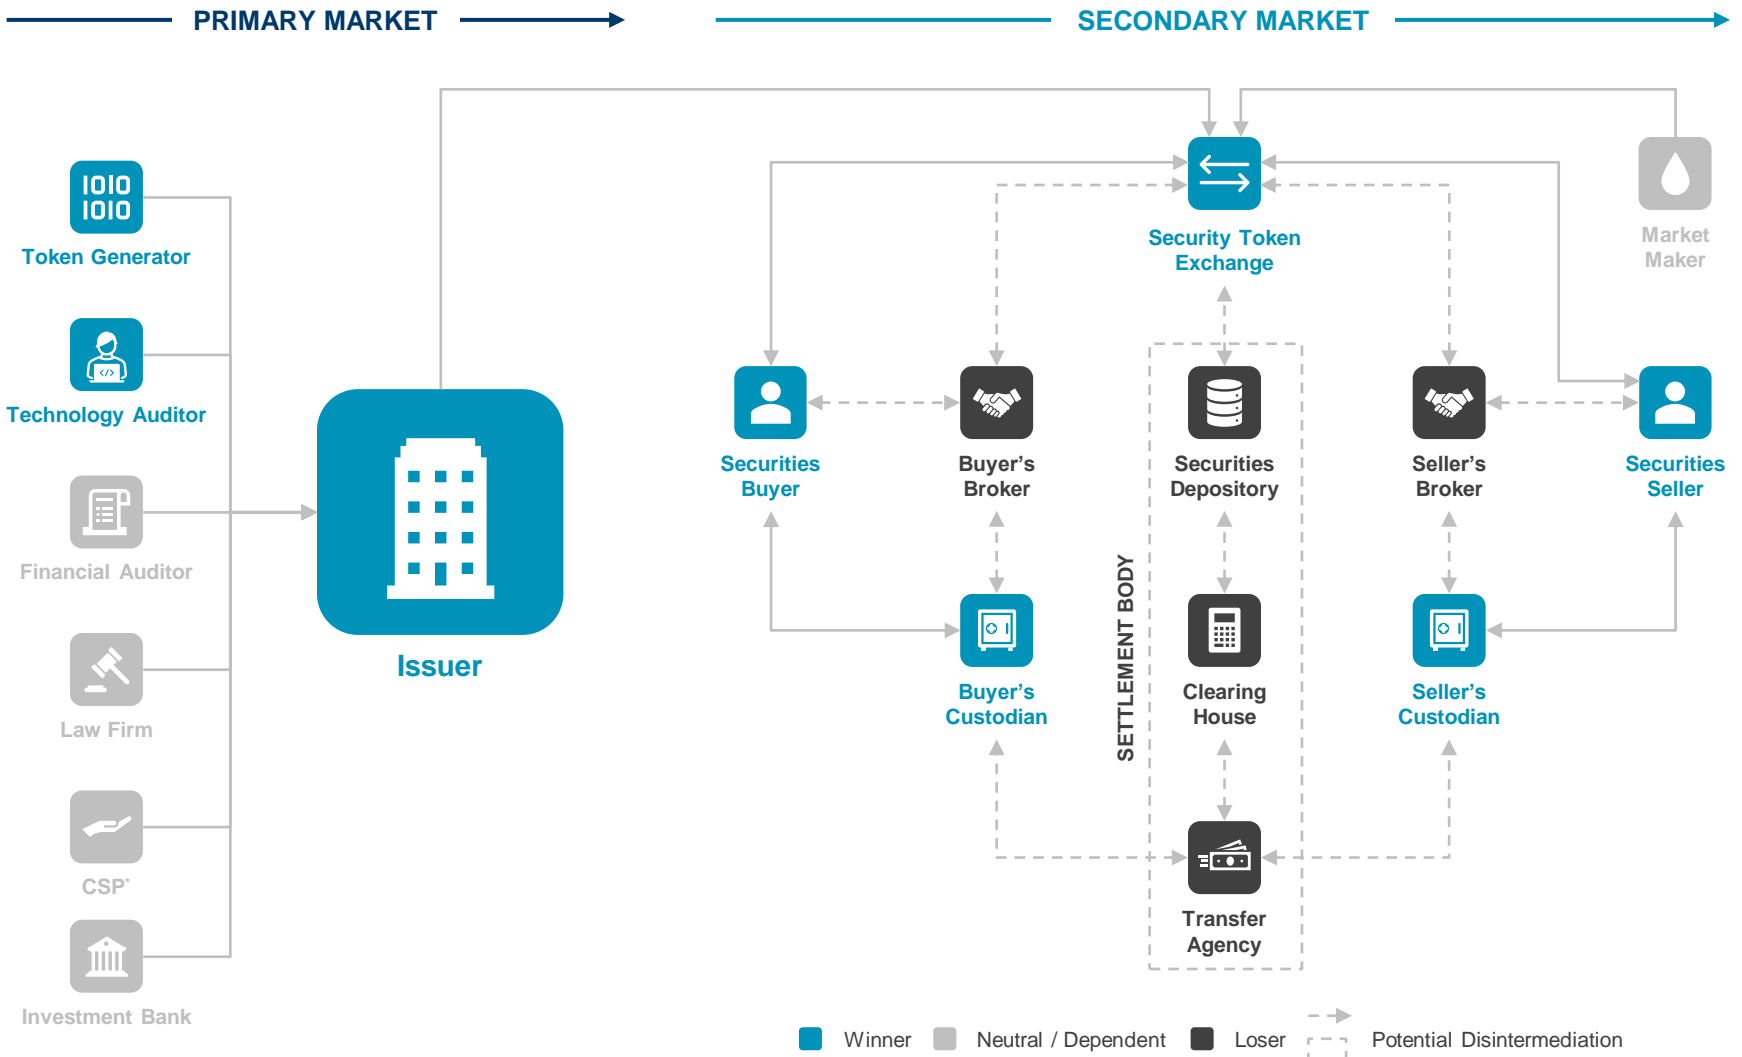 PRIMARY MARKET
SECONDARY MARKET
IOIO
IOIO
Token Generator
</>
Technology Auditor
Financial Auditor
Law Firm
CSP*
Investment Bank
Issuer
Security Token
Exchange
Market
Maker
Securities
Buyer
Buyer’s
Broker
Securities
Depository
Seller’s
Broker
Securities
Seller
SETTLEMENT BODY
Buyer’s
Custodian
Clearing
House
Seller’s
Custodian
Transfer
Agency
Winner
Neutral / Dependent
Loser
Potential Disintermediation